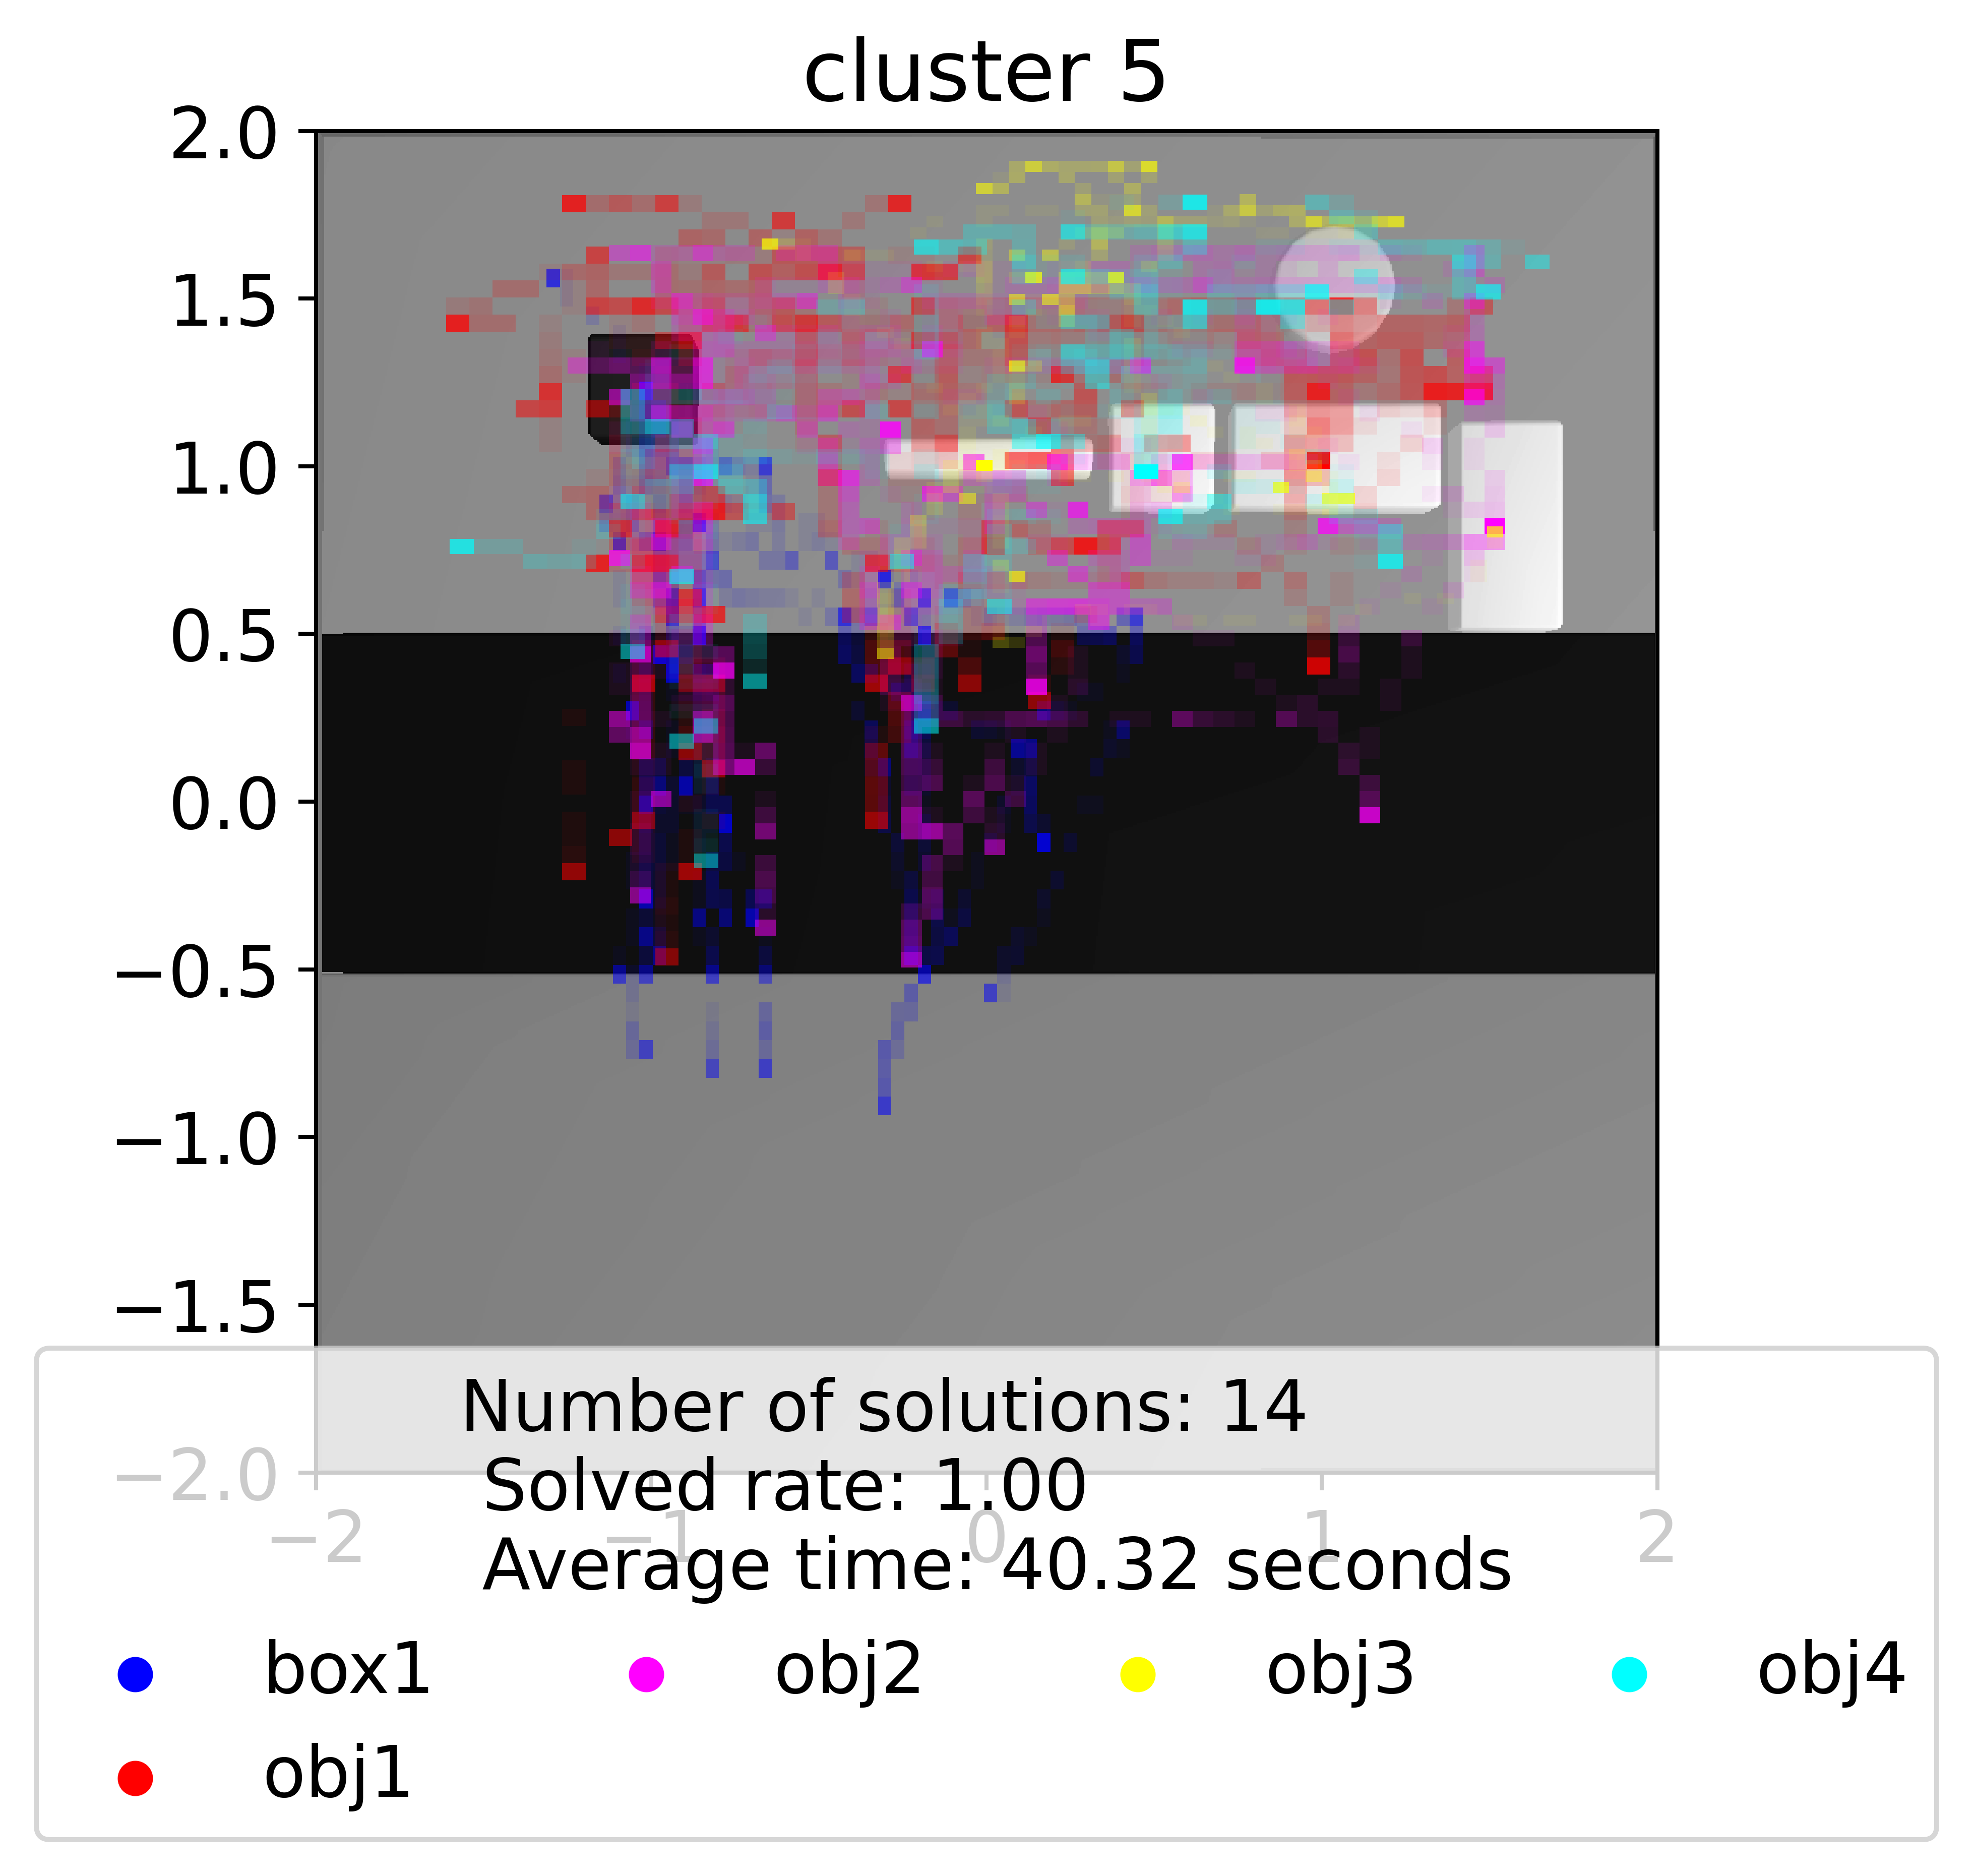 cluster 5
2.0
1.5
1.0
0.5
0.0
−0.5
−1.0
−1.5
−2.0
−2 −1 0 1 2
Number of solutions: 14
Solved rate: 1.00
Average time: 40.32 seconds
box1 obj2 obj3 obj4
obj1